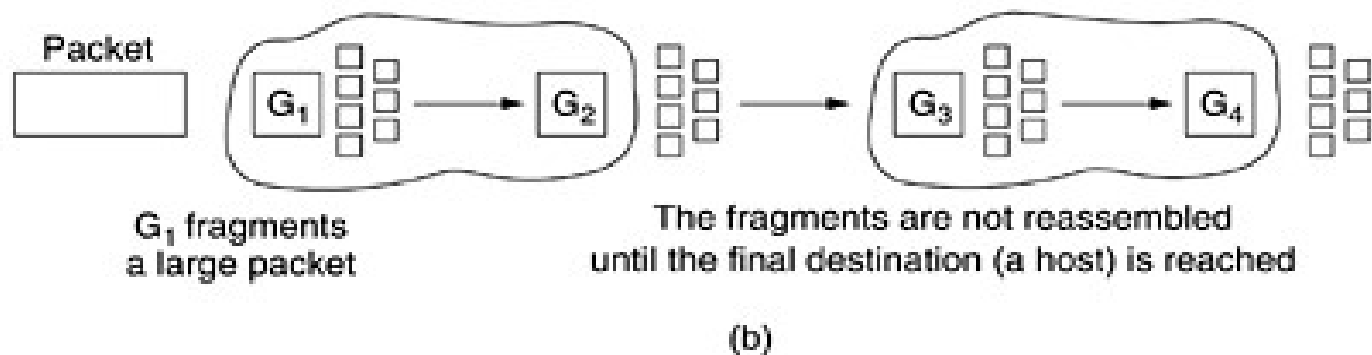 Packet
G₁
G₂
G₃
G₄
G₁ fragments
a large packet
The fragments are not reassembled
until the final destination (a host) is reached
(b)